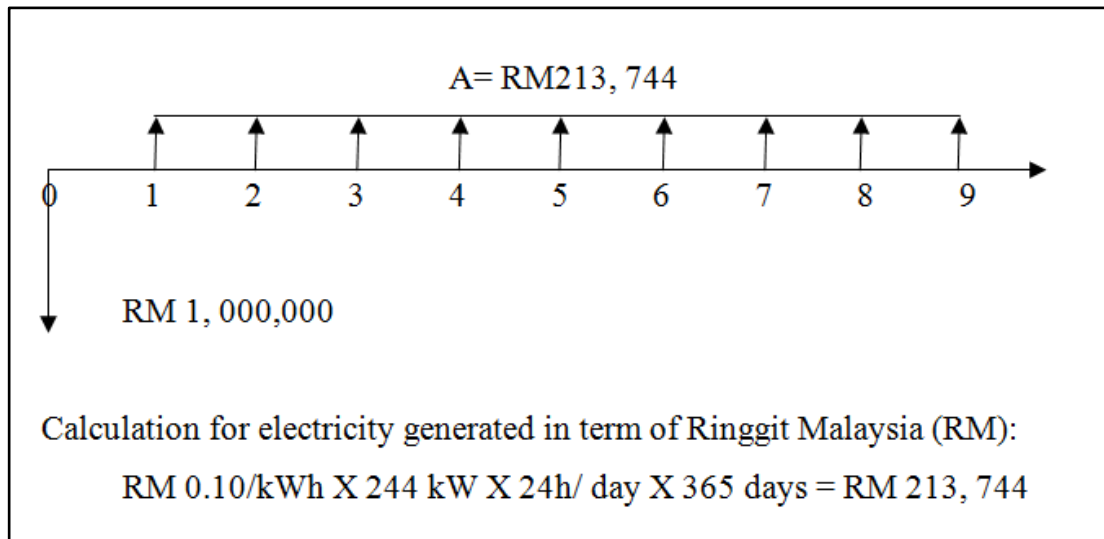 A= RM213, 744
0 1 2 3 4 5 6 7 8 9
RM 1, 000,000
Calculation for electricity generated in term of Ringgit Malaysia (RM):
RM 0.10/kWh X 244 kW X 24h/ day X 365 days = RM 213, 744